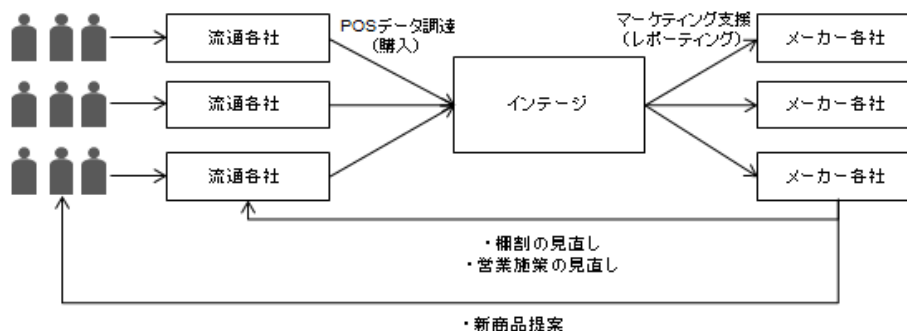 流通各社
POSデータ調達
(購入)
マーケティング支援
(レポーティング)
メーカー各社
流通各社
インテージ
メーカー各社
流通各社
メーカー各社
・棚割の見直し
・営業施策の見直し
・新商品提案